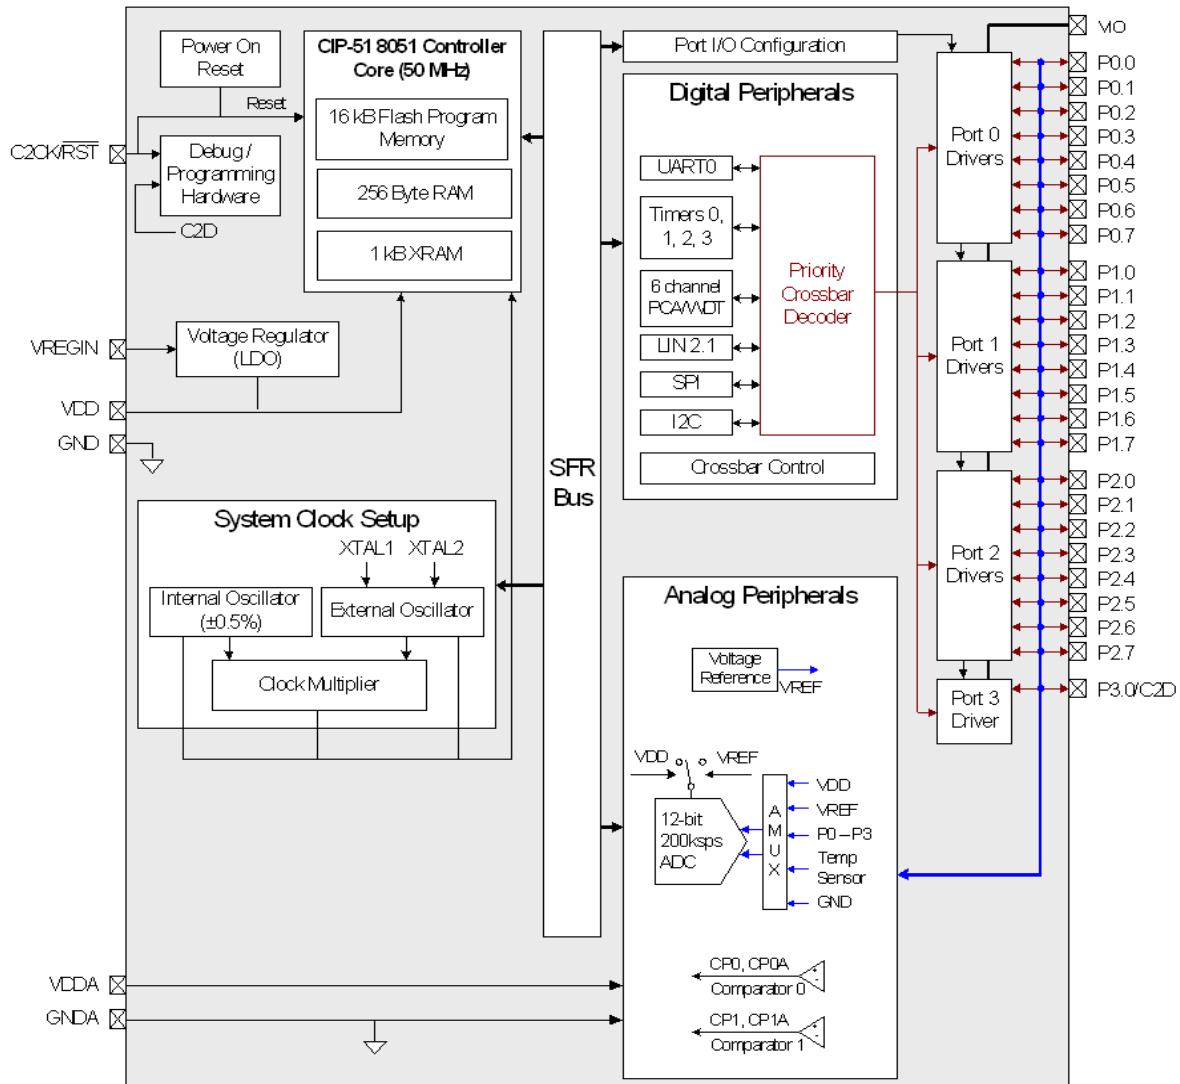 Power On
Reset
CIP-51 8051 Controller
Core (50 MHz)
16 kB Flash Program
Memory
256 Byte RAM
1 kB XRAM
Reset
C2CK/RST
Debug /
Programming
Hardware
C2D
VREGIN
Voltage Regulator
(LDO)
VDD
GND
System Clock Setup
XTAL1
XTAL2
Internal Oscillator
(±0.5%)
External Oscillator
Clock Multiplier
VDDA
GNDA
SFR
Bus
Port I/O Configuration
Digital Peripherals
UART0
Timers 0,
1, 2, 3
6 channel
PCA/WDT
LIN 2.1
SPI
I2C
Priority
Crossbar
Decoder
Crossbar Control
Analog Peripherals
Voltage
Reference
VREF
VDD
VREF
12-bit
200ksps
ADC
A
M
U
X
VDD
VREF
P0 – P3
Temp
Sensor
GND
CP0, CP0A
+
-
Comparator 0
CP1, CP1A
+
-
Comparator 1
Port 0
Drivers
Port 1
Drivers
Port 2
Drivers
Port 3
Driver
VIO
P0.0
P0.1
P0.2
P0.3
P0.4
P0.5
P0.6
P0.7
P1.0
P1.1
P1.2
P1.3
P1.4
P1.5
P1.6
P1.7
P2.0
P2.1
P2.2
P2.3
P2.4
P2.5
P2.6
P2.7
P3.0/C2D